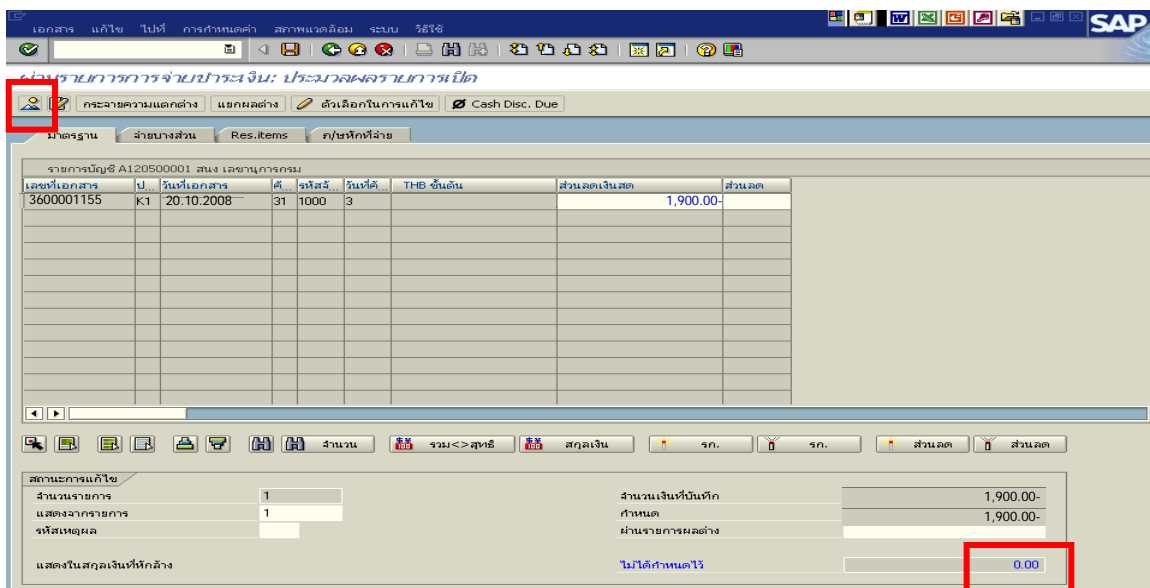 เอกสาร แก้ไข ไปที่ การกำหนดค่า สภาพแวดล้อม ระบบ วิธีใช้
SAP
ผ่านรายการการจ่ายชำระเงิน: ประมวลผลรายการเปิด
กระจายความแตกต่าง แยกผลต่าง ตัวเลือกในการแก้ไข Cash Disc. Due
มาตรฐาน จ่ายบางส่วน Res.items ภ/ษหักที่จ่าย
รายการบัญชี A120500001 สนง เลขานุการกรม
เลขที่เอกสาร ป... วันที่เอกสาร คี... รหัสจั... วันที่คั... THB ขั้นต้น ส่วนลดเงินสด ส่วนลด
3600001155 K1 20.10.2008 31 1000 3 1,900.00-
จำนวน รวม<>สุทธิ สกุลเงิน รก. รก. ส่วนลด ส่วนลด
สถานะการแก้ไข
จำนวนรายการ 1 จำนวนเงินที่บันทึก 1,900.00-
แสดงจากรายการ 1 กำหนด 1,900.00-
รหัสเหตุผล ผ่านรายการผลต่าง
แสดงในสกุลเงินที่หักล้าง ไม่ได้กำหนดไว้ 0.00